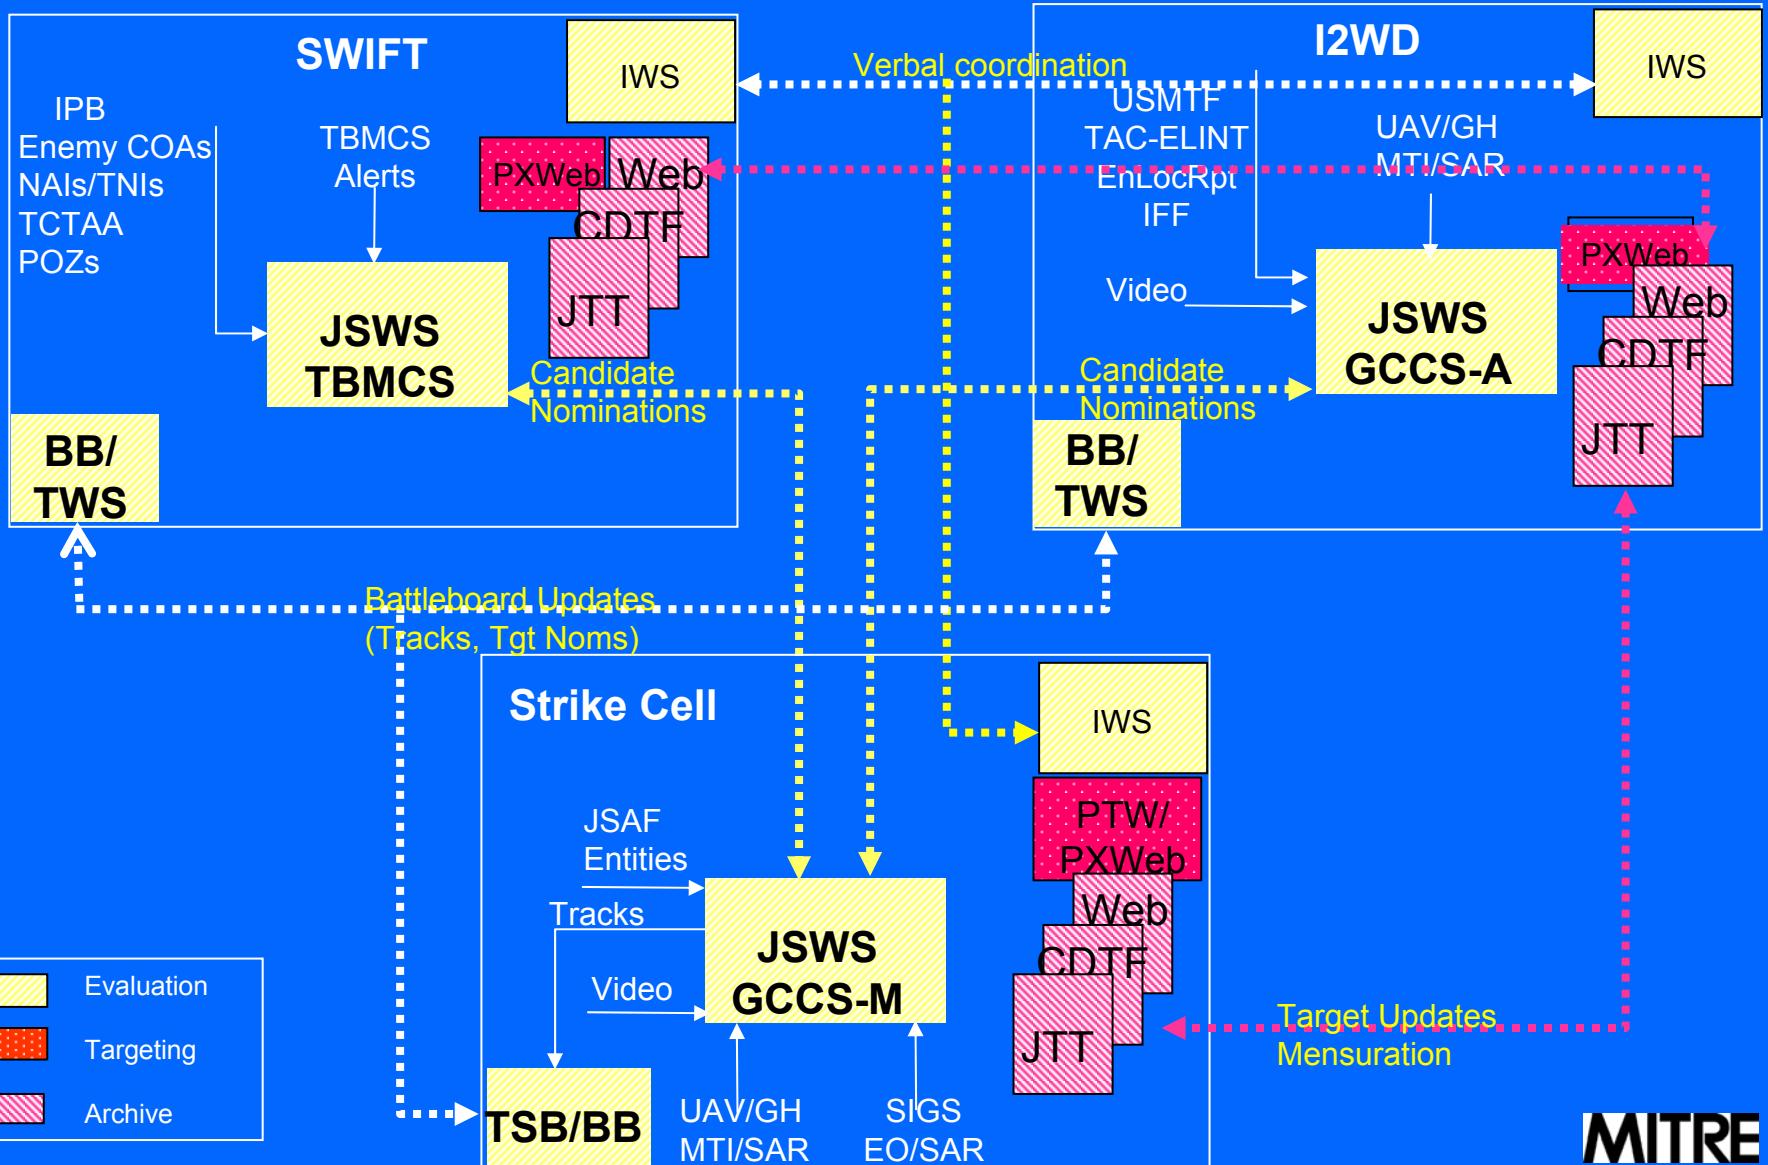 SWIFT
IWS
IPB
Enemy COAs
NAIs/TNIs
TCTAA
POZs
TBMCS
Alerts
PXWeb
Web
CDTF
JTT
JSWS
TBMCS
Candidate
Nominations
BB/
TWS
Verbal coordination
I2WD
IWS
USMTF
TAC-ELINT
EnLocRpt
IFF
UAV/GH
MTI/SAR
Video
PXWeb
Web
CDTF
JTT
JSWS
GCCS-A
Candidate
Nominations
BB/
TWS
Battleboard Updates
(Tracks, Tgt Noms)
Strike Cell
IWS
PTW/
PXWeb
Web
CDTF
JTT
JSAF
Entities
Tracks
Video
JSWS
GCCS-M
TSB/BB
UAV/GH
MTI/SAR
SIGS
EO/SAR
Target Updates
Mensuration
Evaluation
Targeting
Archive
MITRE